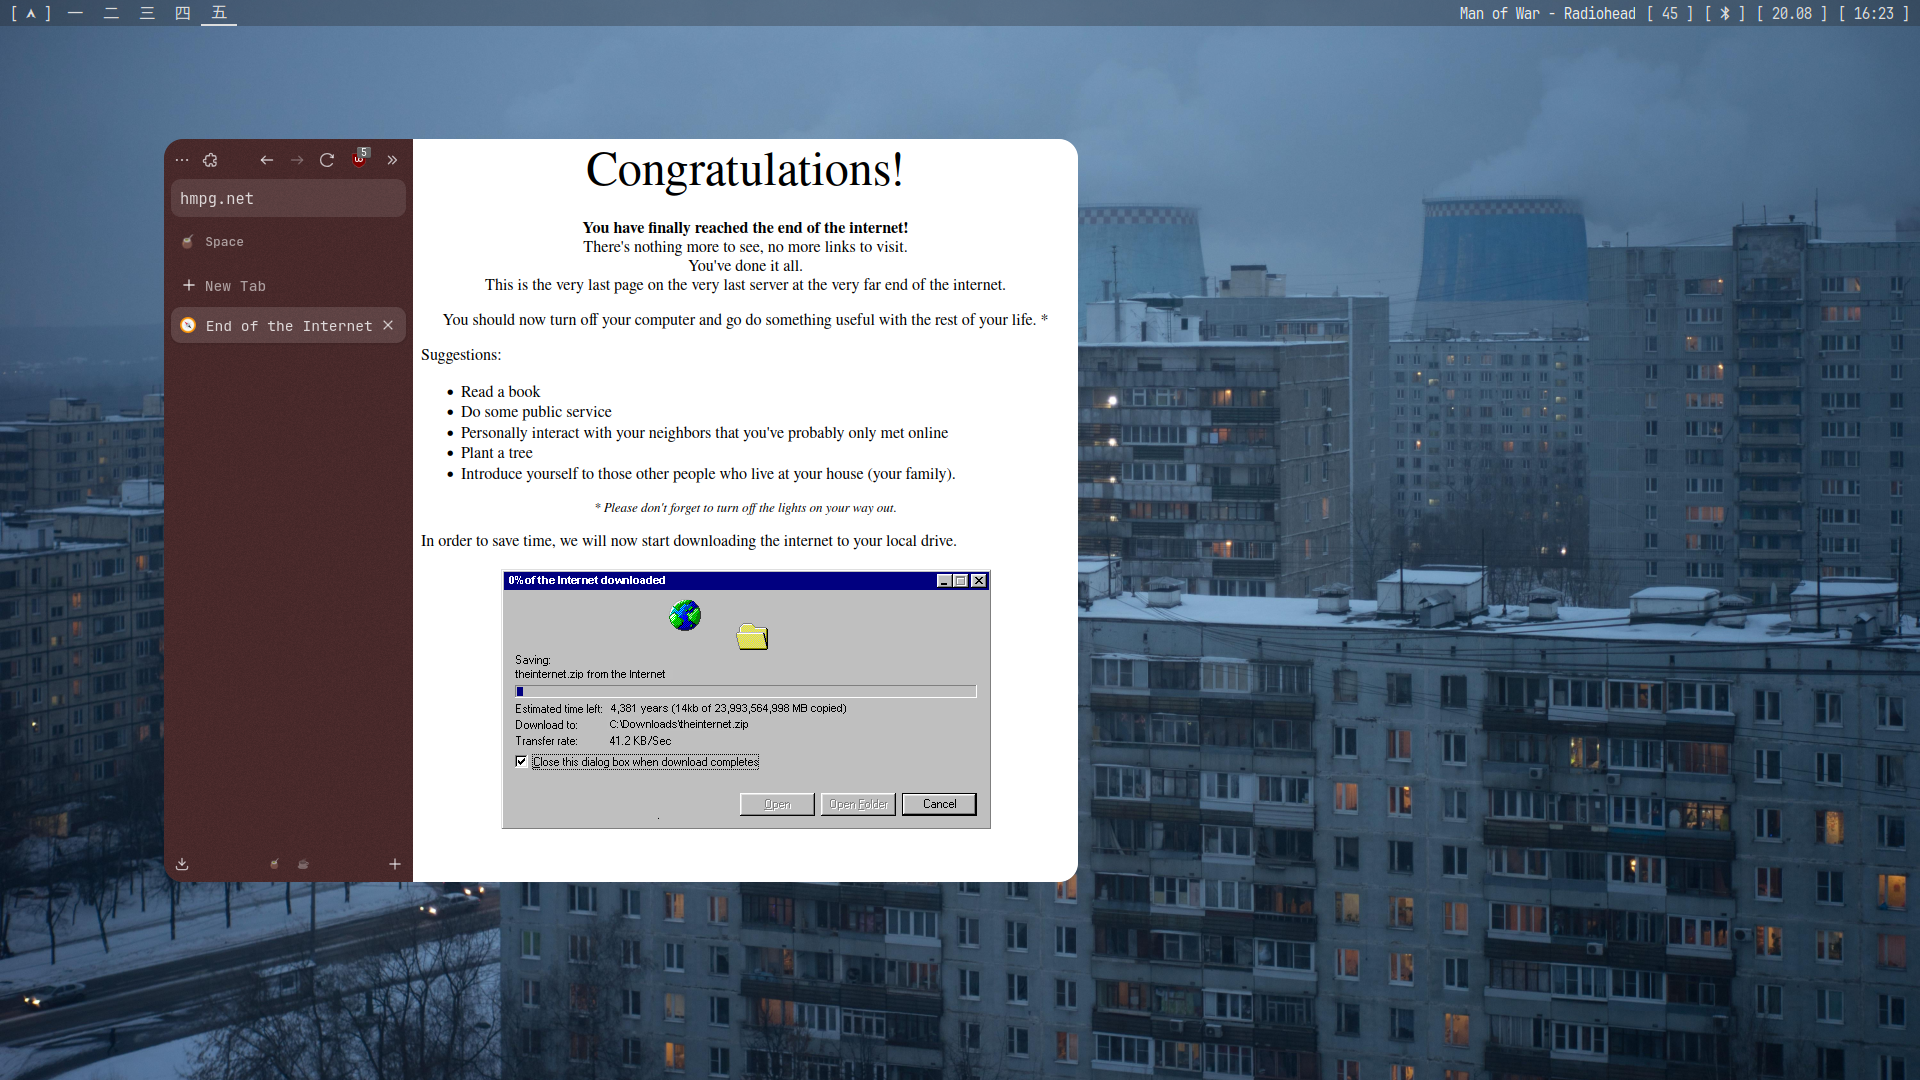 [ ] 一 二 三 四 五
Man of War - Radiohead [ 45 ] [ ] [ 20.08 ] [ 16:23 ]
5
hmpg.net
Space
New Tab
End of the Internet
Congratulations!
You have finally reached the end of the internet!
There's nothing more to see, no more links to visit.
You've done it all.
This is the very last page on the very last server at the very far end of the internet.
You should now turn off your computer and go do something useful with the rest of your life. *
Suggestions:
• Read a book
• Do some public service
• Personally interact with your neighbors that you've probably only met online
• Plant a tree
• Introduce yourself to those other people who live at your house (your family).
* Please don't forget to turn off the lights on your way out.
In order to save time, we will now start downloading the internet to your local drive.
0% of the Internet downloaded
Saving:
theinternet.zip from the Internet
Estimated time left: 4,381 years (14kb of 23,993,564,998 MB copied)
Download to: C:\Downloads\theinternet.zip
Transfer rate: 41.2 KB/Sec
Close this dialog box when download completes
Open Open Folder Cancel